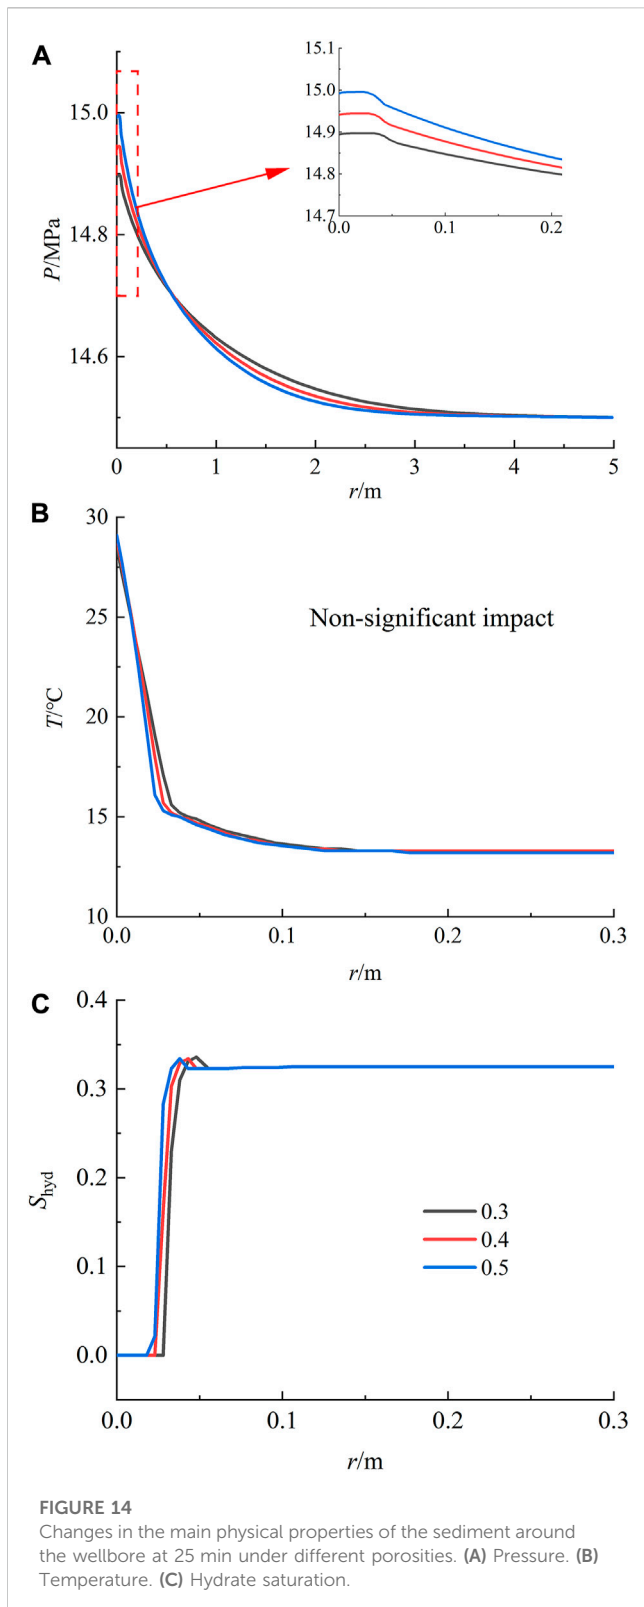 A
15.0
14.8
14.6
P/MPa
15.1
15.0
14.9
14.8
14.7
0.0 0.1 0.2
0 1 2 3 4 5
r/m
B
30
25
20
15
10
T/°C
Non-significant impact
0.0 0.1 0.2 0.3
r/m
C
0.4
0.3
0.2
0.1
0.0
Shyd
0.3
0.4
0.5
0.0 0.1 0.2 0.3
r/m
FIGURE 14
Changes in the main physical properties of the sediment around
the wellbore at 25 min under different porosities. (A) Pressure. (B)
Temperature. (C) Hydrate saturation.